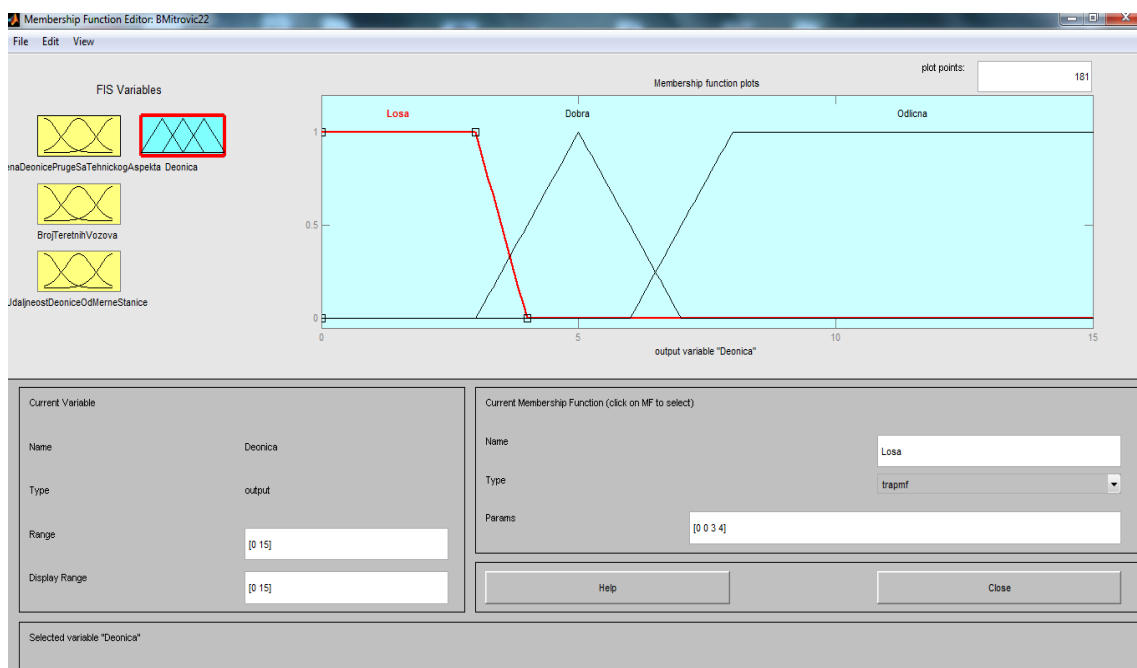 Membership Function Editor: BMitrovic22
File Edit View
FIS Variables
plot points:
181
Membership function plots
enaDeonicePrugeSaTehnickogAspekta
Deonica
BrojTeretnihVozova
UdaljneostDeoniceOdMerneStanice
Losa
Dobra
Odlicna
1
0.5
0
0
5
10
15
output variable "Deonica"
Current Variable
Name
Deonica
Type
output
Range
[0 15]
Display Range
[0 15]
Current Membership Function (click on MF to select)
Name
Losa
Type
trapmf
Params
[0 0 3 4]
Help
Close
Selected variable "Deonica"